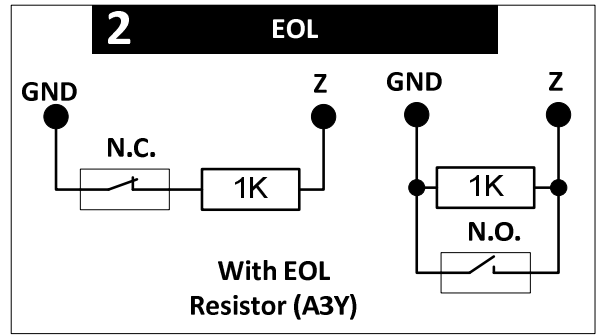 2 EOL
GND Z
N.C.
1K
GND Z
1K
N.O.
With EOL
Resistor (A3Y)